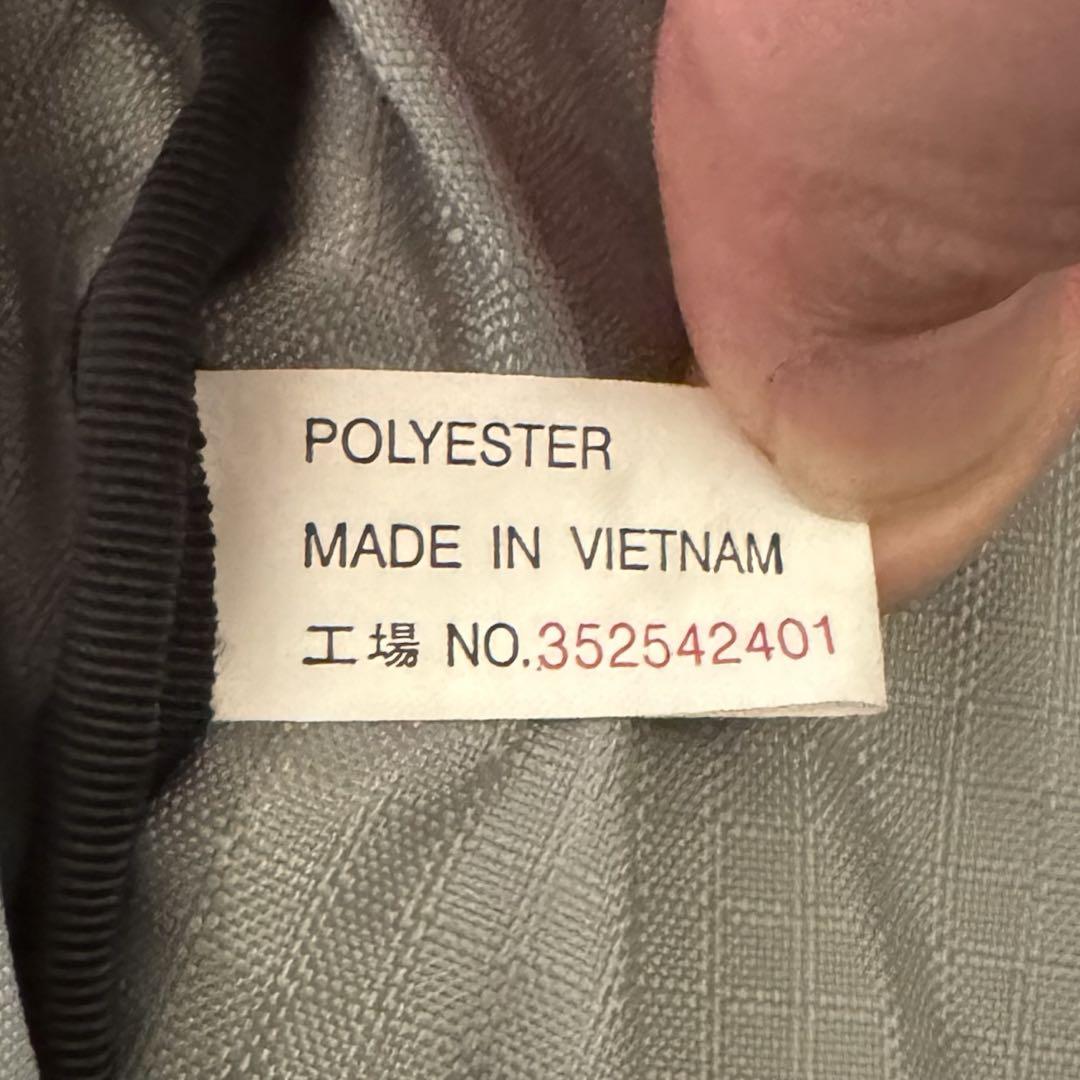 POLYESTER
MADE IN VIETNAM
工場 NO.352542401